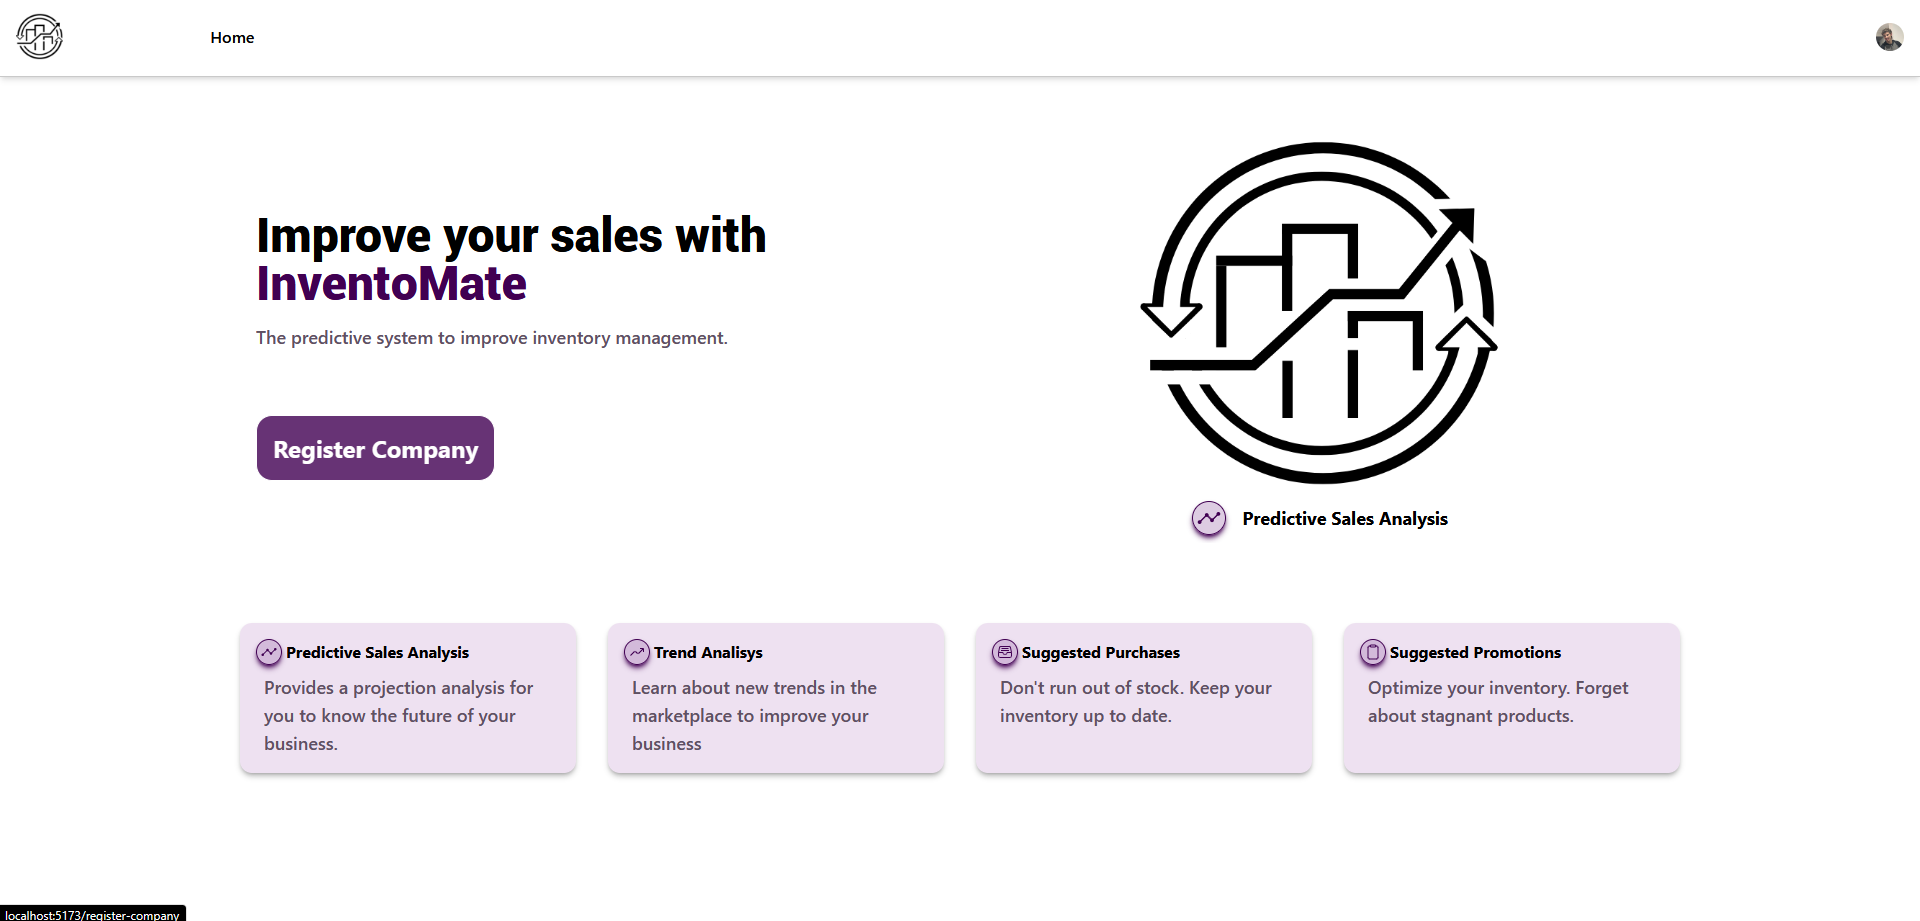 Home
Improve your sales with
InventoMate
The predictive system to improve inventory management.
Register Company
Predictive Sales Analysis
Predictive Sales Analysis
Provides a projection analysis for
you to know the future of your
business.
Trend Analisys
Learn about new trends in the
marketplace to improve your
business
Suggested Purchases
Don't run out of stock. Keep your
inventory up to date.
Suggested Promotions
Optimize your inventory. Forget
about stagnant products.
localhost:5173/register-company